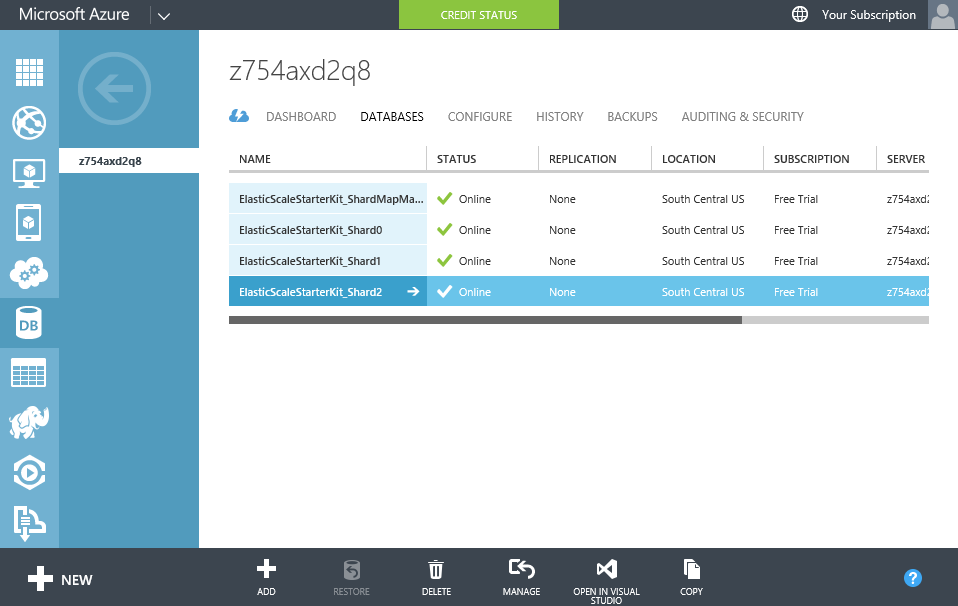 Microsoft Azure
CREDIT STATUS
Your Subscription
z754axd2q8
z754axd2q8
DASHBOARD DATABASES CONFIGURE HISTORY BACKUPS AUDITING & SECURITY
NAME STATUS REPLICATION LOCATION SUBSCRIPTION SERVER
ElasticScaleStarterKit_ShardMapMa... Online None South Central US Free Trial z754axd2
ElasticScaleStarterKit_Shard0 Online None South Central US Free Trial z754axd2
ElasticScaleStarterKit_Shard1 Online None South Central US Free Trial z754axd2
ElasticScaleStarterKit_Shard2 Online None South Central US Free Trial z754axd2
DB
NEW
ADD RESTORE DELETE MANAGE OPEN IN VISUAL COPY
STUDIO
?